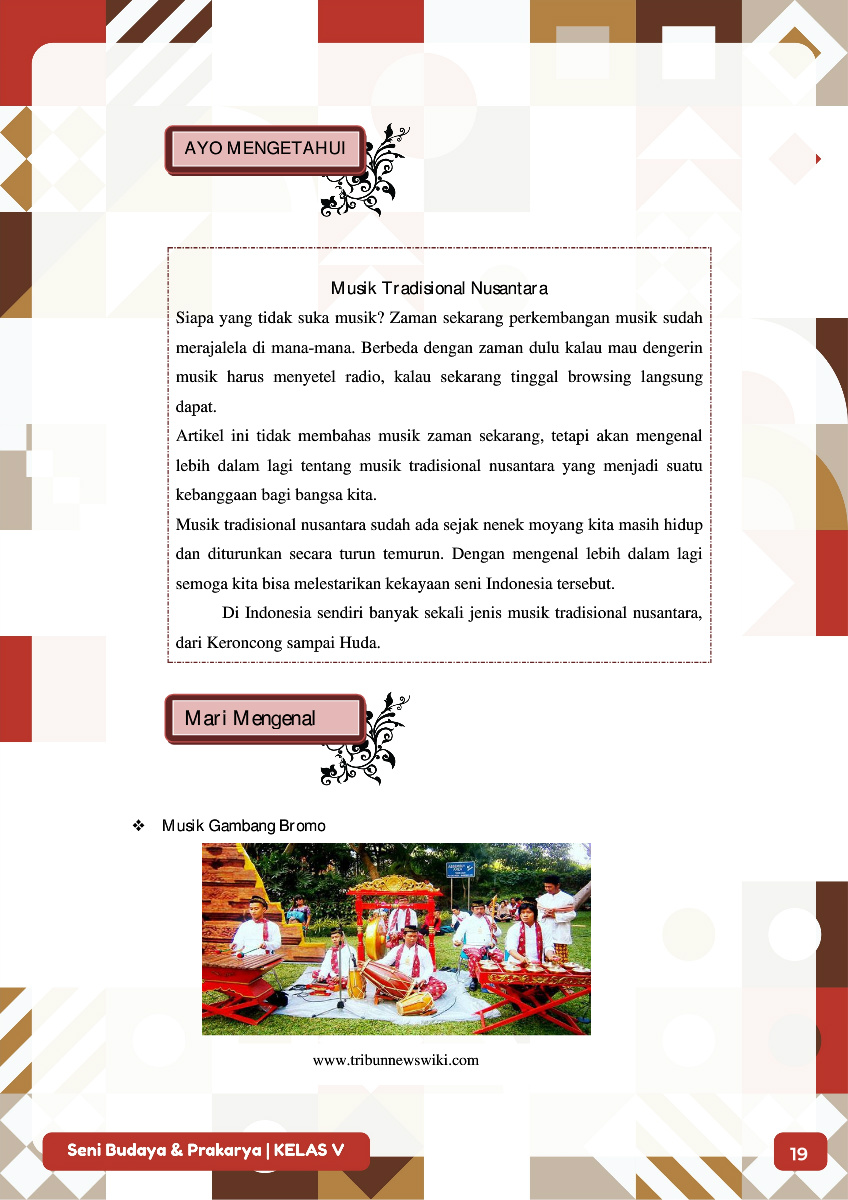 AYO MENGETAHUI
Musik Tradisional Nusantara
Siapa yang tidak suka musik? Zaman sekarang perkembangan musik sudah
merajalela di mana-mana. Berbeda dengan zaman dulu kalau mau dengerin
musik harus menyetel radio, kalau sekarang tinggal browsing langsung
dapat.
Artikel ini tidak membahas musik zaman sekarang, tetapi akan mengenal
lebih dalam lagi tentang musik tradisional nusantara yang menjadi suatu
kebanggaan bagi bangsa kita.
Musik tradisional nusantara sudah ada sejak nenek moyang kita masih hidup
dan diturunkan secara turun temurun. Dengan mengenal lebih dalam lagi
semoga kita bisa melestarikan kekayaan seni Indonesia tersebut.
Di Indonesia sendiri banyak sekali jenis musik tradisional nusantara,
dari Keroncong sampai Huda.
Mari Mengenal
❖ Musik Gambang Bromo
www.tribunnewswiki.com
Seni Budaya & Prakarya | KELAS V
19